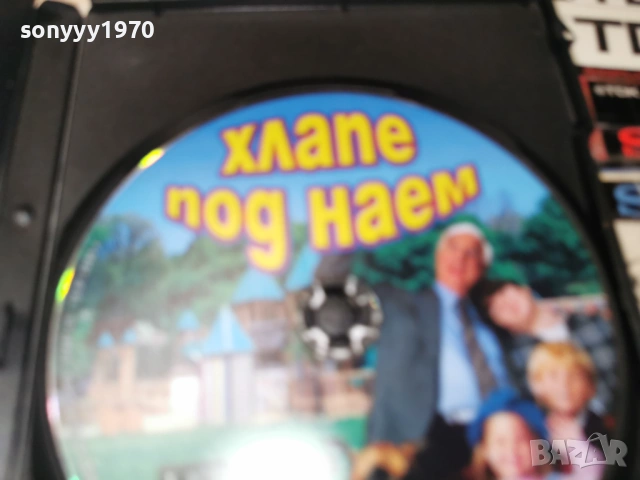 sonyyy1970
хлапе
под наем
BAZAR